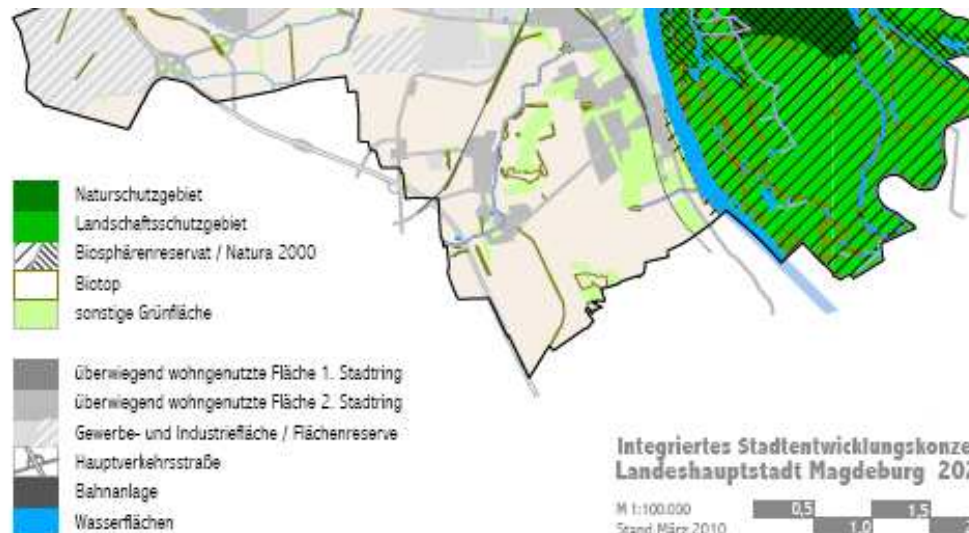 Naturschutzgebiet
Landschaftsschutzgebiet
Biosphärenreservat / Natura 2000
Biotop
sonstige Grünfläche
überwiegend wohngenutzte Fläche 1. Stadtring
überwiegend wohngenutzte Fläche 2. Stadtring
Gewerbe- und Industriefläche / Flächenreserve
Hauptverkehrsstraße
Bahnanlage
Wasserflächen
Integriertes Stadtentwicklungskonze
Landeshauptstadt Magdeburg 202
M 1:100.000
0,5
1,5
Stand März 2010
1,0
2